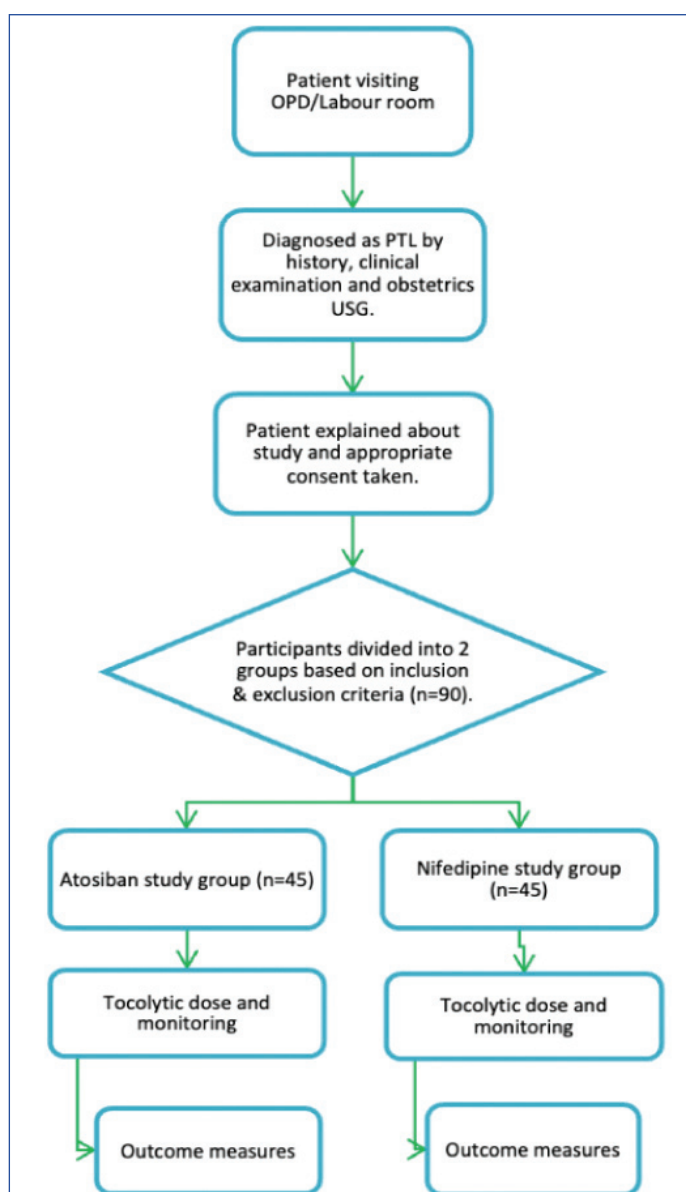 Patient visiting
OPD/Labour room
Diagnosed as PTL by
history, clinical
examination and obstetrics
USG.
Patient explained about
study and appropriate
consent taken.
Participants divided into 2
groups based on inclusion
& exclusion criteria (n=90).
Atosiban study group (n=45)
Nifedipine study group
(n=45)
Tocolytic dose and
monitoring
Tocolytic dose and
monitoring
Outcome measures
Outcome measures